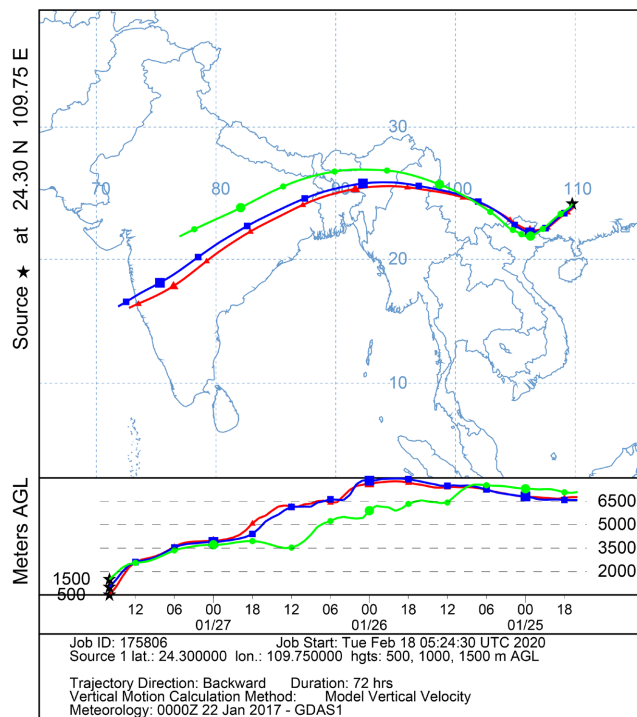 Source ★ at 24.30 N 109.75 E
30
70
80
90
100
110
20
10
Meters AGL
1500
500
6500
5000
3500
2000
12 06 00 18 12 06 00 18 12 06 00 18
01/27 01/26 01/25
Job ID: 175806 Job Start: Tue Feb 18 05:24:30 UTC 2020
Source 1 lat.: 24.300000 lon.: 109.750000 hgts: 500, 1000, 1500 m AGL
Trajectory Direction: Backward Duration: 72 hrs
Vertical Motion Calculation Method: Model Vertical Velocity
Meteorology: 0000Z 22 Jan 2017 - GDAS1